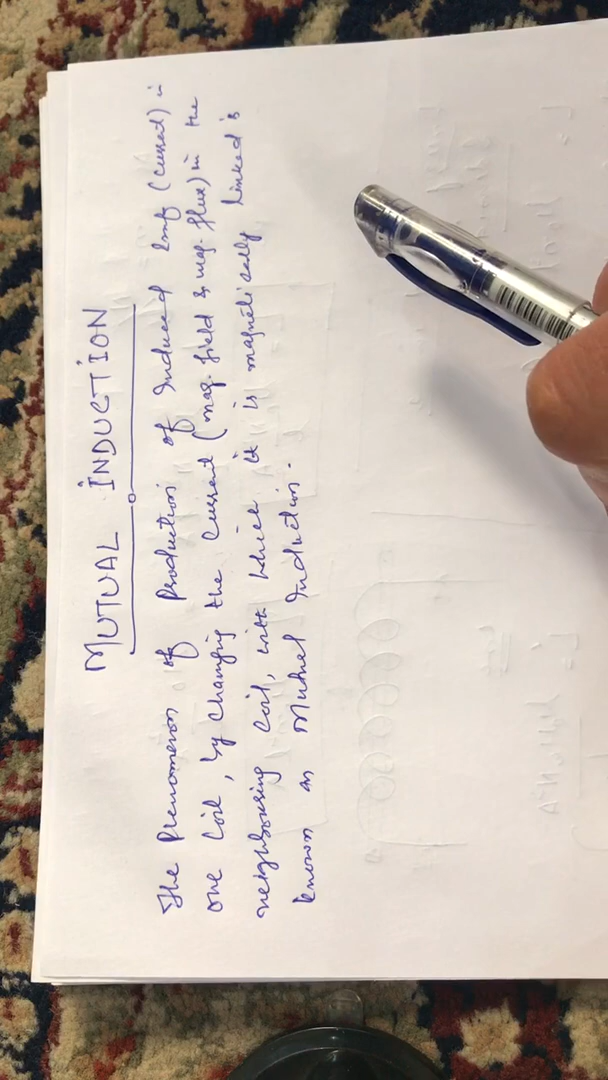 MUTUAL INDUCTION
The Phenomenon of Production of Induced emf (current) in
one Coil, by changing the current (mag. field & mag. flux) in the
neighbouring Coil, with which it is magnetically linked is
known as Mutual Induction.